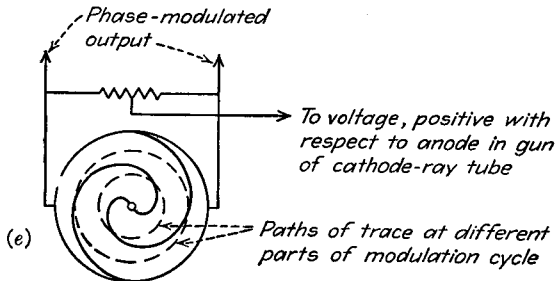 Phase-modulated
output
To voltage, positive with
respect to anode in gun
of cathode-ray tube
(e)
Paths of trace at different
parts of modulation cycle